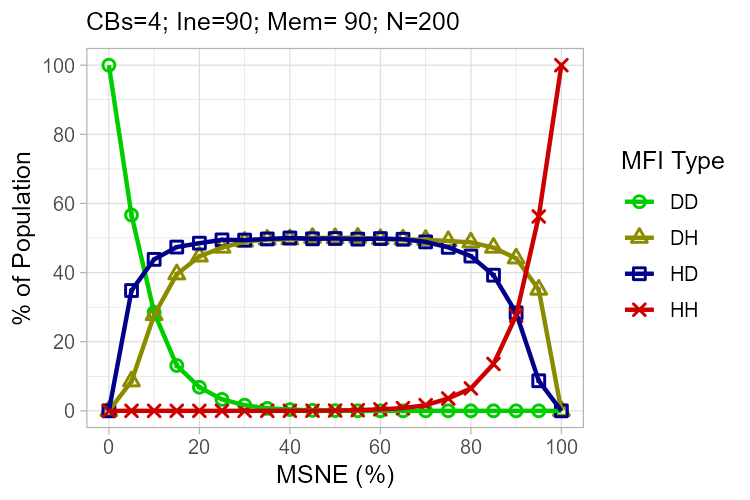 CBs=4; Ine=90; Mem= 90; N=200
% of Population
100
80
60
40
20
0
0 20 40 60 80 100
MSNE (%)
MFI Type
DD
DH
HD
HH